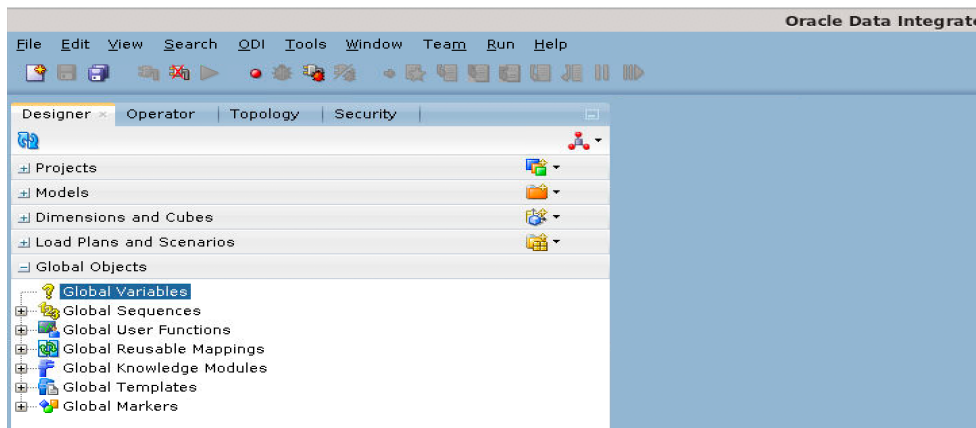 Oracle Data Integrate
File Edit View Search ODI Tools Window Team Run Help
Designer Operator Topology Security
Projects
Models
Dimensions and Cubes
Load Plans and Scenarios
Global Objects
Global Variables
Global Sequences
Global User Functions
Global Reusable Mappings
Global Knowledge Modules
Global Templates
Global Markers